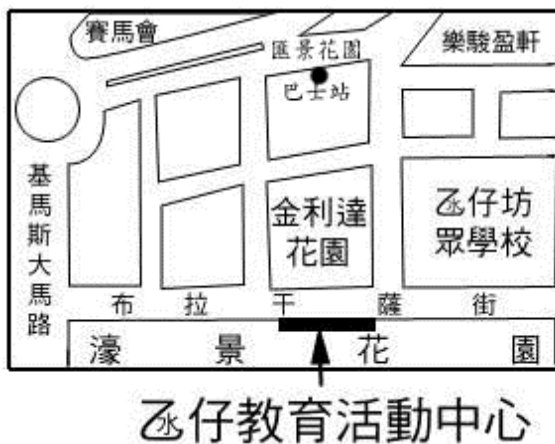 賽馬會
樂駿盈軒
匯景花園
巴士站
基馬斯大馬路
金利達
花園
氹仔坊
眾學校
布拉干薩街
濠景花園
氹仔教育活動中心